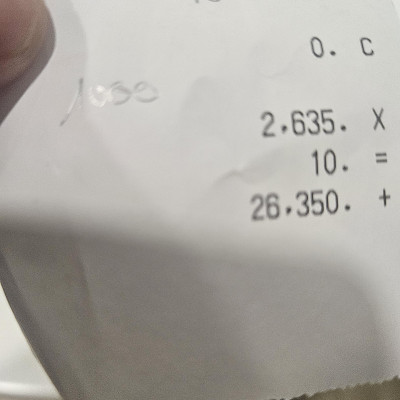 0. C
1000
2,635. X
10. =
26,350. +